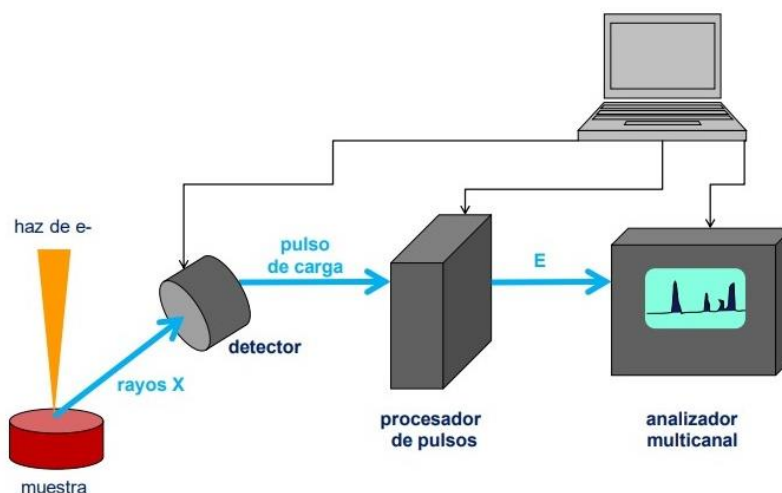 haz de e-
pulso
de carga
E
detector
rayos X
procesador
de pulsos
analizador
multicanal
muestra